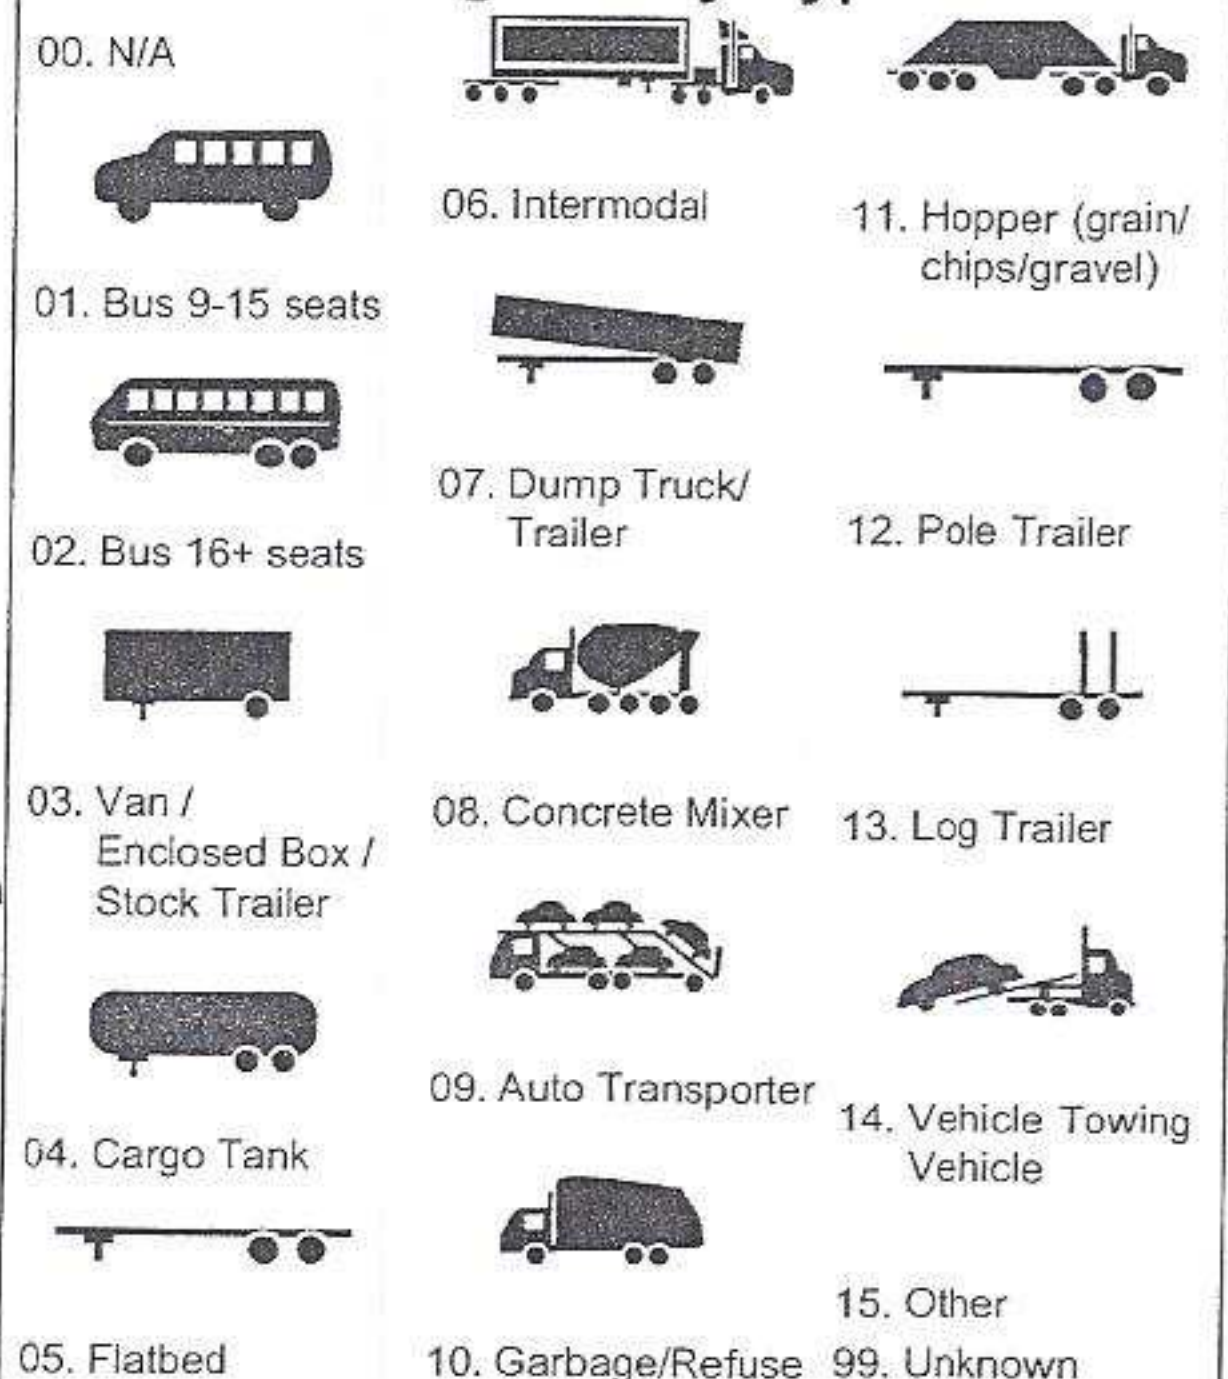 00. N/A
01. Bus 9-15 seats
02. Bus 16+ seats
03. Van /
Enclosed Box /
Stock Trailer
04. Cargo Tank
05. Flatbed
06. Intermodal
07. Dump Truck/
Trailer
08. Concrete Mixer
09. Auto Transporter
10. Garbage/Refuse
11. Hopper (grain/
chips/gravel)
12. Pole Trailer
13. Log Trailer
14. Vehicle Towing
Vehicle
15. Other
99. Unknown